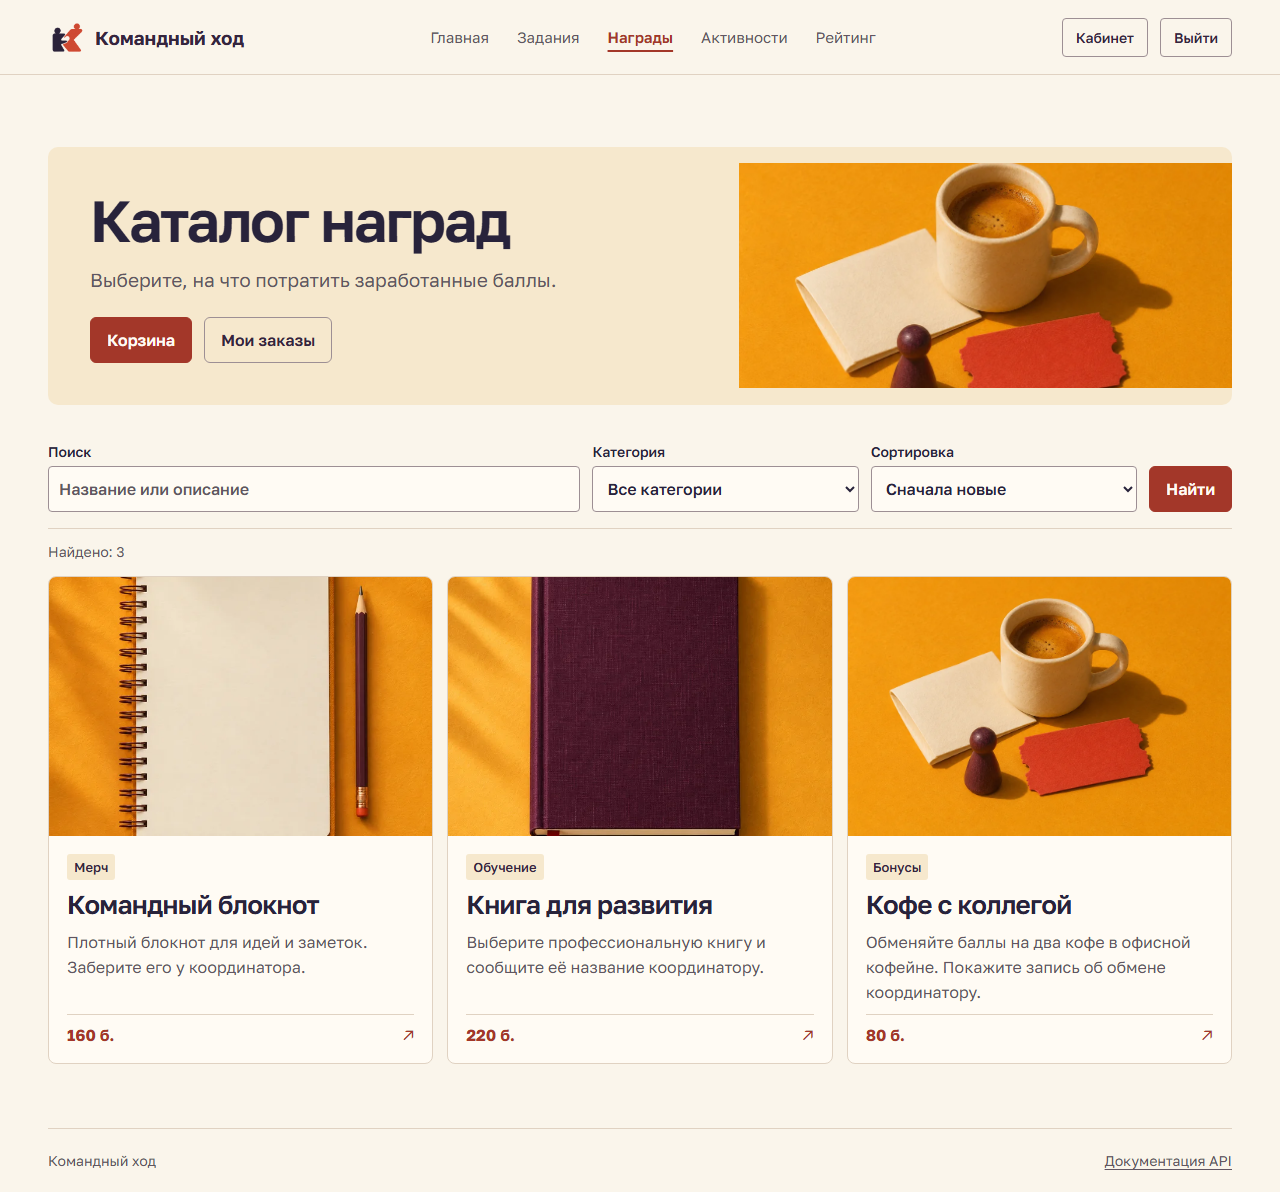 Командный ход
Главная
Задания
Награды
Активности
Рейтинг
Кабинет
Выйти
Каталог наград
Выберите, на что потратить заработанные баллы.
Корзина
Мои заказы
Поиск
Категория
Сортировка
Название или описание
Все категории
Сначала новые
Найти
Найдено: 3
Мерч
Командный блокнот
Плотный блокнот для идей и заметок.
Заберите его у координатора.
160 б.
Обучение
Книга для развития
Выберите профессиональную книгу и
сообщите её название координатору.
220 б.
Бонусы
Кофе с коллегой
Обменяйте баллы на два кофе в офисной
кофейне. Покажите запись об обмене
координатору.
80 б.
Командный ход
Документация API